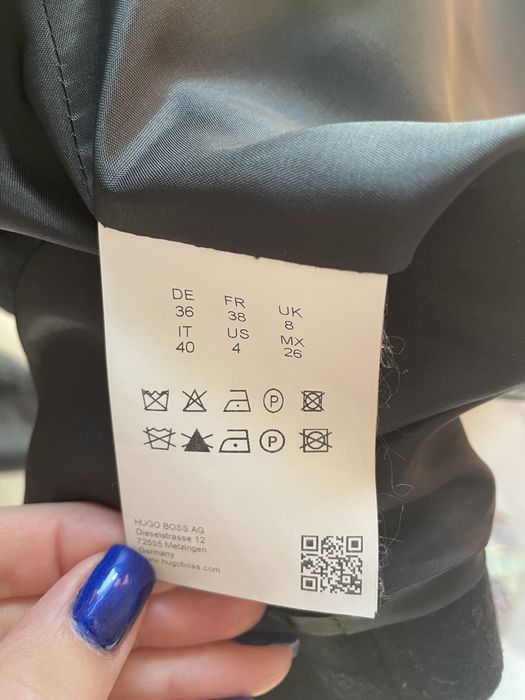 DE FR UK
36 38 8
IT US MX
40 4 26
P
P
HUGO BOSS AG
Dieselstrasse 12
72555 Metzingen
Germany
www.hugoboss.com